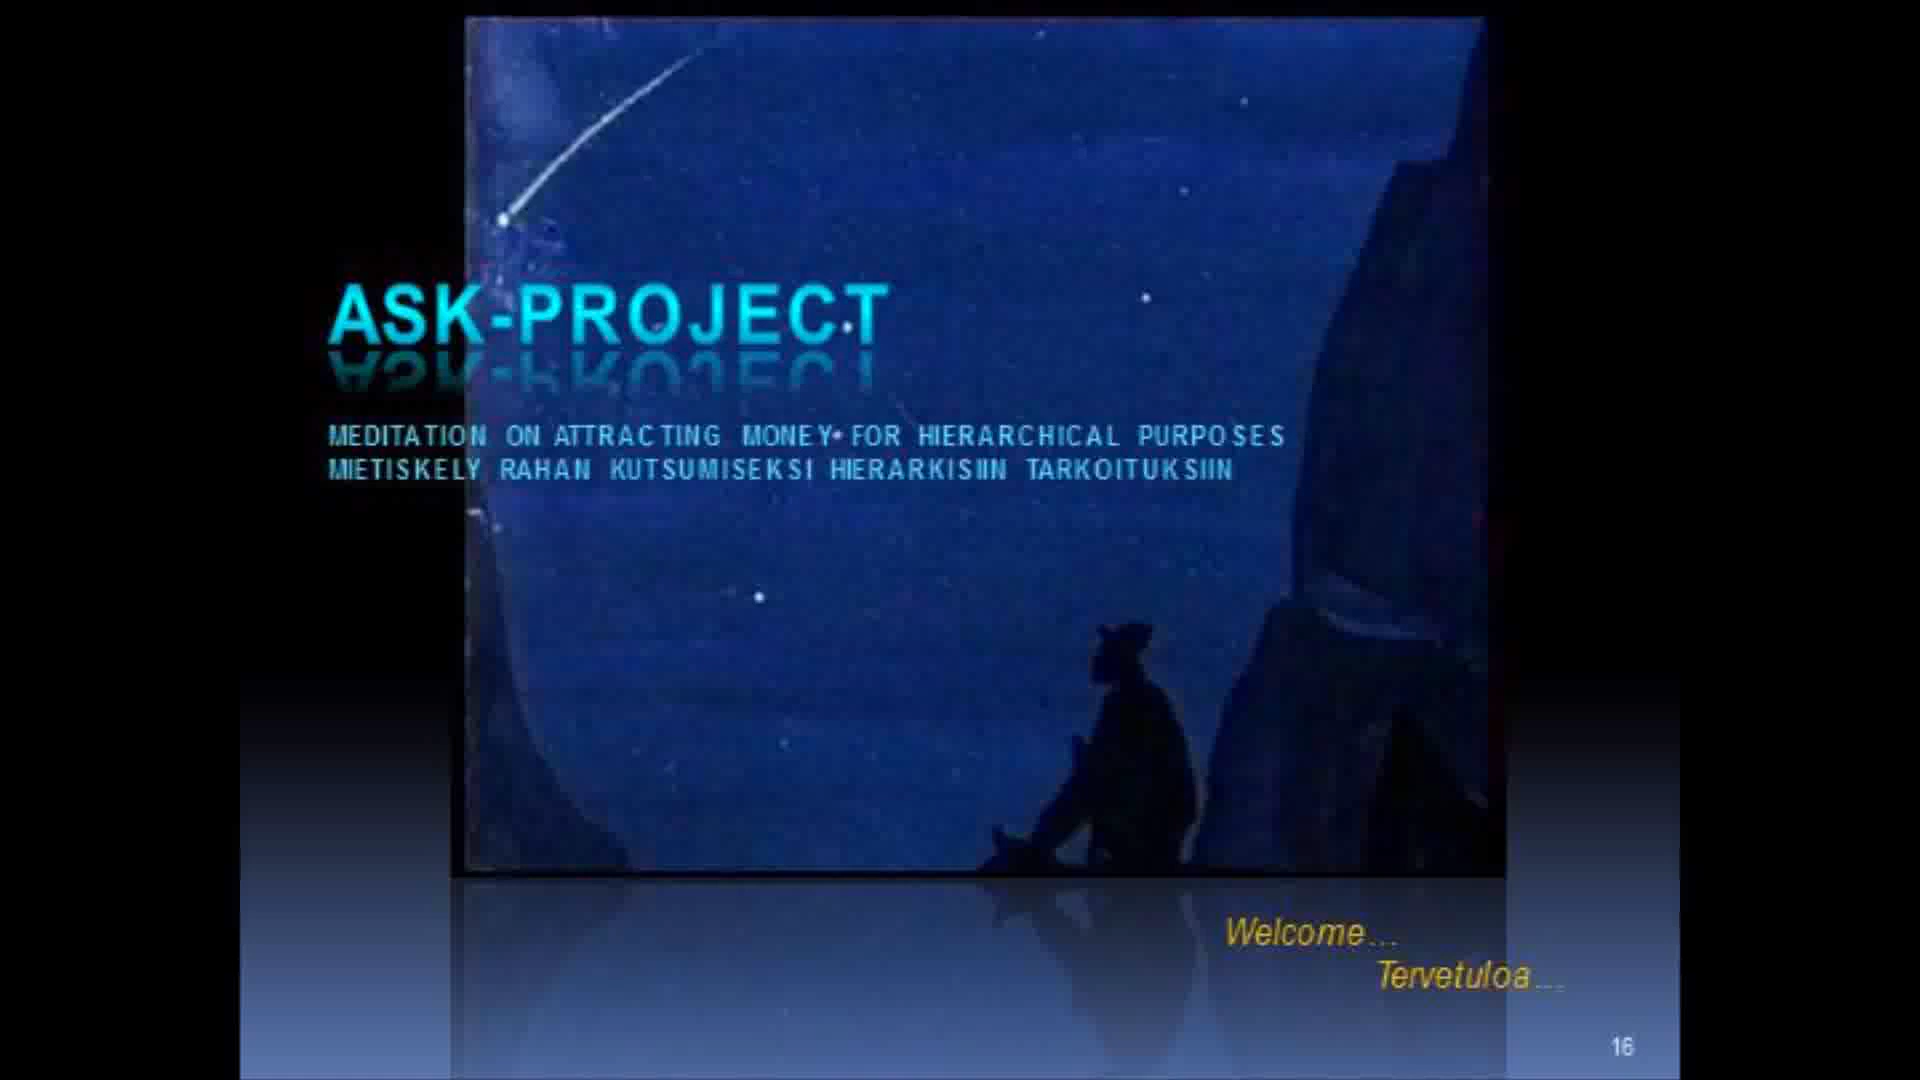 ASK-PROJECT
MEDITATION ON ATTRACTING MONEY FOR HIERARCHICAL PURPOSES
MIETISKELY RAHAN KUTSUMISEKSI HIERARKISIIN TARKOITUKSIIN
Welcome...
Tervetuloa...
16